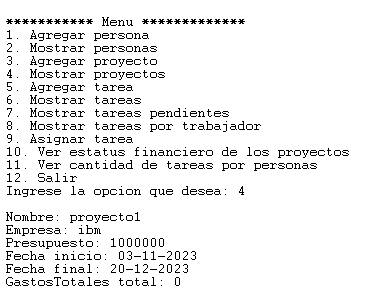 *********** Menu *************
1. Agregar persona
2. Mostrar personas
3. Agregar proyecto
4. Mostrar proyectos
5. Agregar tarea
6. Mostrar tareas
7. Mostrar tareas pendientes
8. Mostrar tareas por trabajador
9. Asignar tarea
10. Ver estatus financiero de los proyectos
11. Ver cantidad de tareas por personas
12. Salir
Ingrese la opcion que desea: 4
Nombre: proyecto1
Empresa: ibm
Presupuesto: 1000000
Fecha inicio: 03-11-2023
Fecha final: 20-12-2023
GastosTotales total: 0